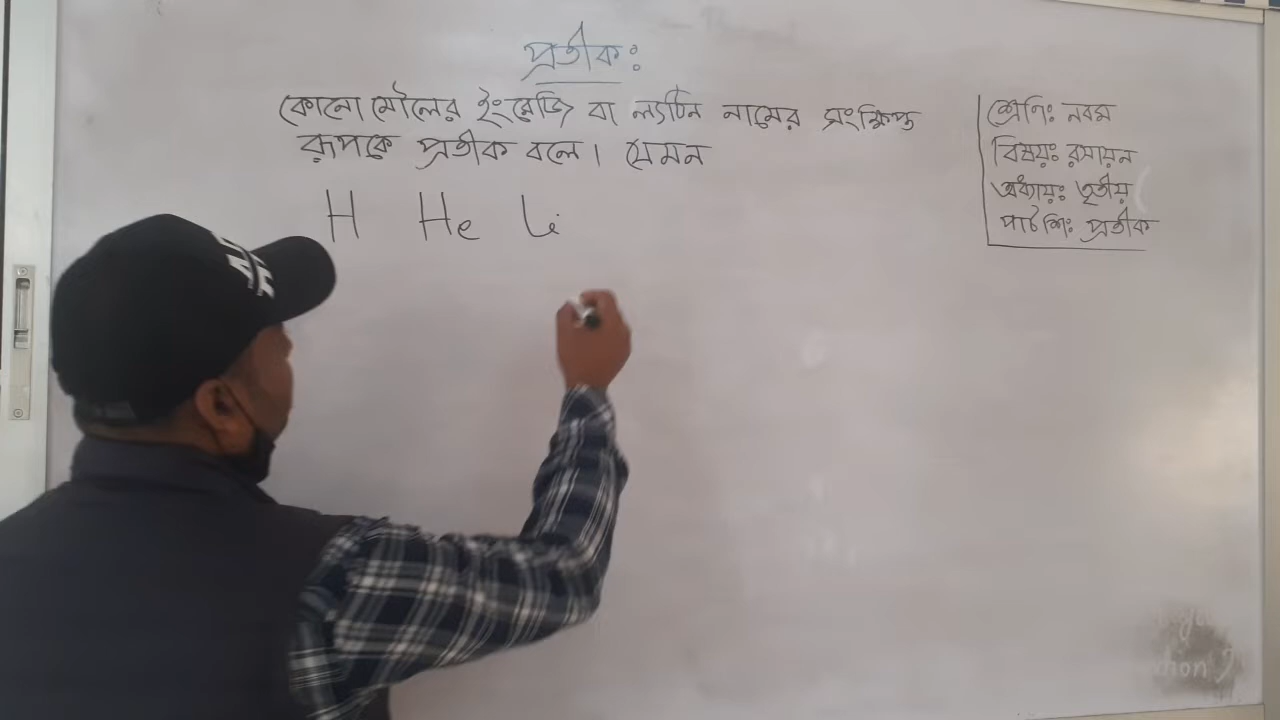 প্রতীক:
কোনো মৌলের ইংরেজি বা ল্যাটিন নামের সংক্ষিপ্ত
রূপকে প্রতীক বলে। যেমন
H He Li
শ্রেণি: নবম
বিষয়: রসায়ন
অধ্যায়: তৃতীয়
প্রতীক